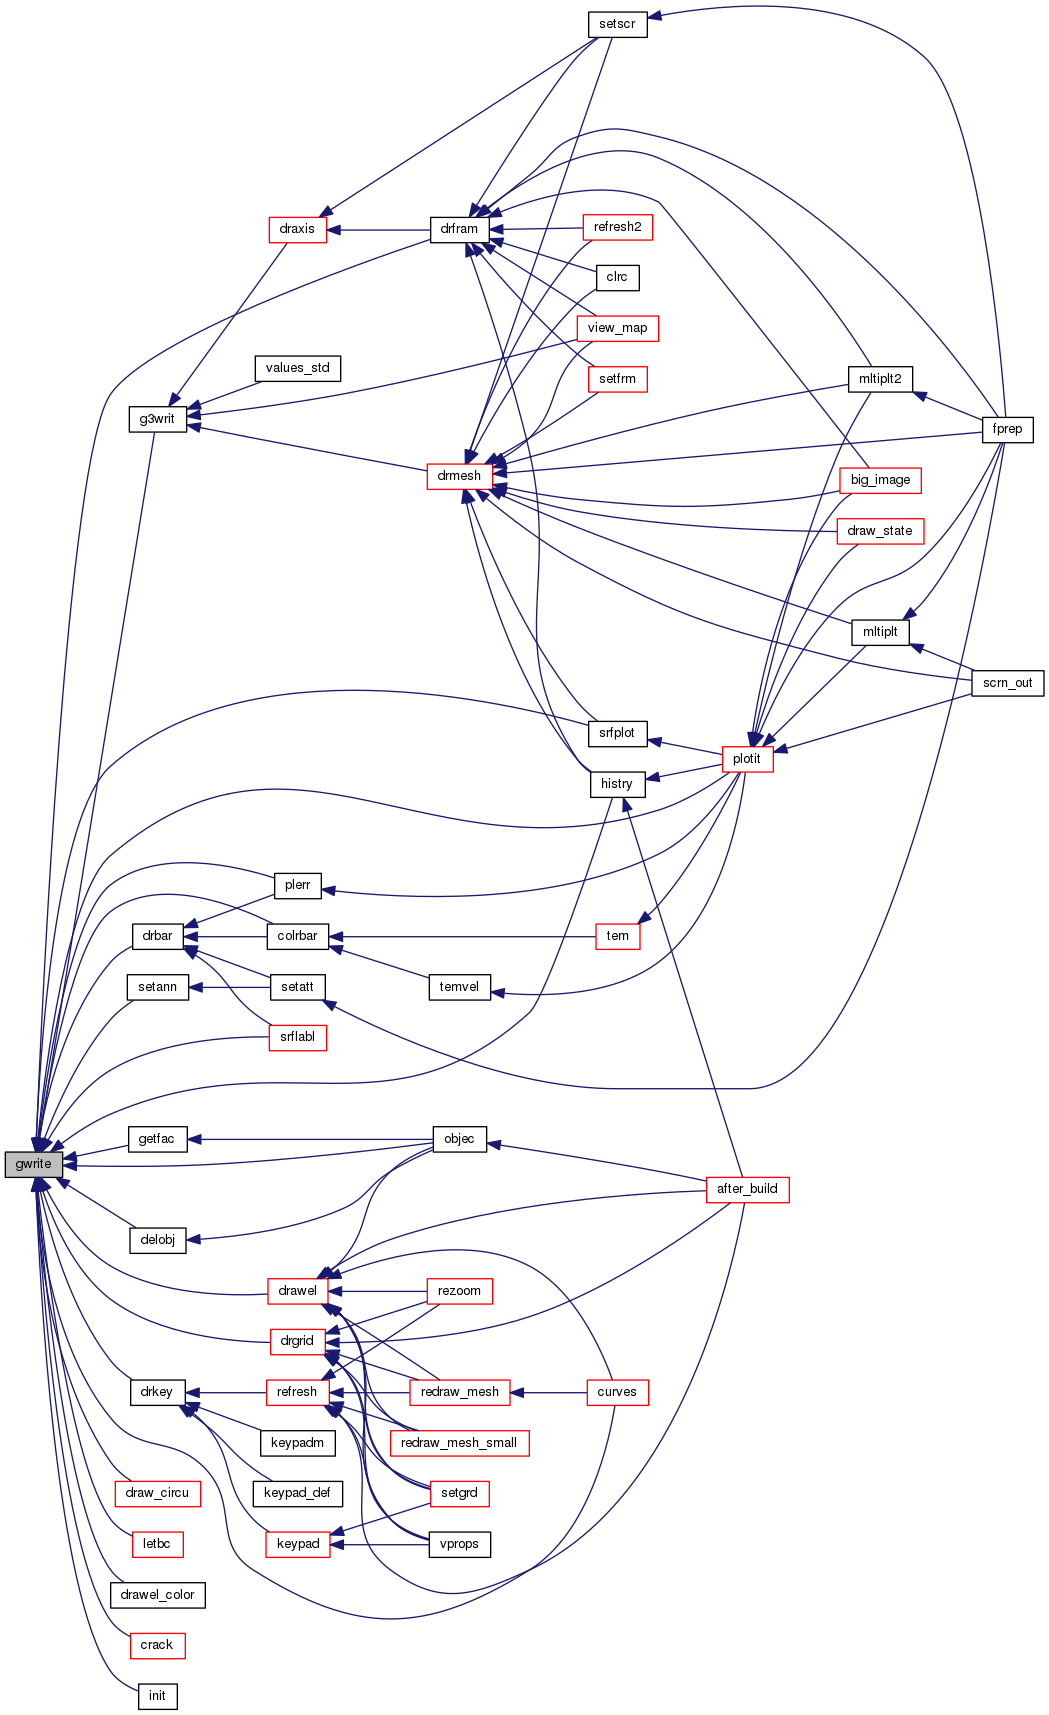 setscr
draxis
drfram
refresh2
clrc
view_map
values_std
setfrm
mltiplt2
g3writ
fprep
drmesh
big_image
draw_state
mltiplt
scrn_out
srfplot
plotit
histry
plerr
drbar
colrbar
tem
setann
setatt
temvel
srflabl
getfac
objec
gwrite
after_build
delobj
drawel
rezoom
drgrid
drkey
refresh
redraw_mesh
curves
keypadm
redraw_mesh_small
draw_circu
keypad_def
setgrd
letbc
keypad
vprops
drawel_color
crack
init